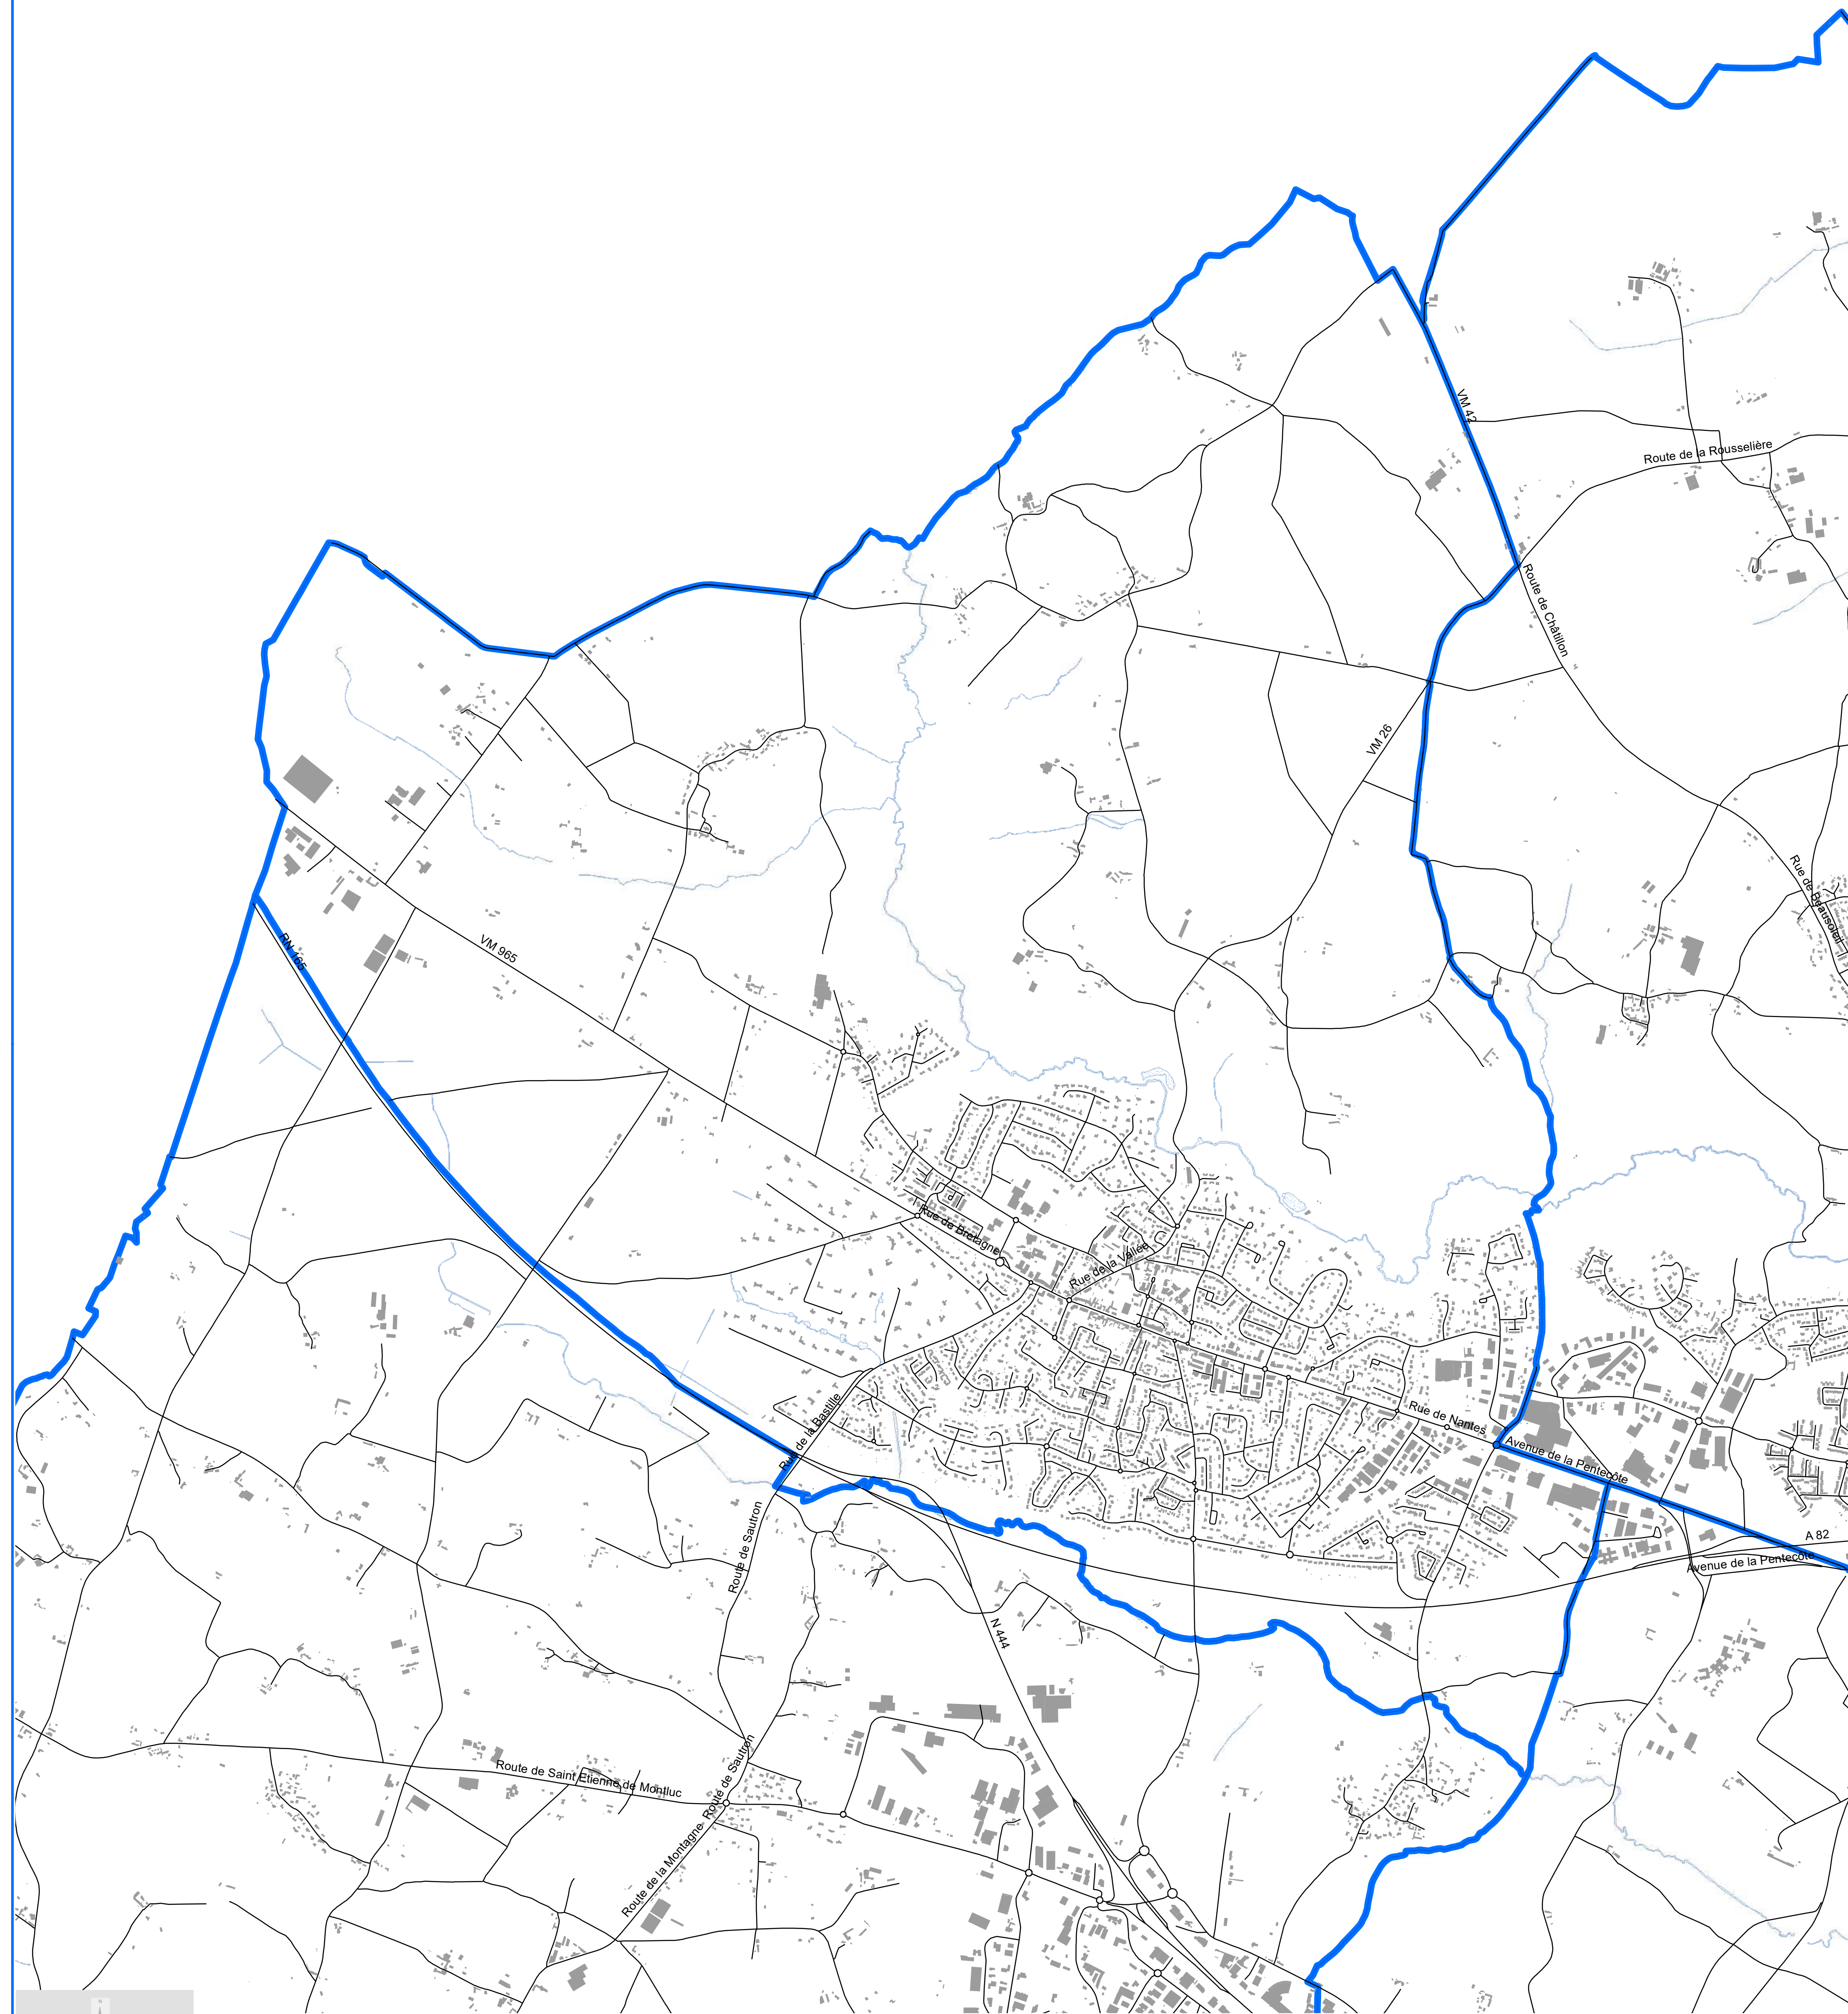 VM 42
Route de la Rousselière
Route de Châtillon
VM 26
Rue de Beausoleil
RN 165
VM 965
Rue de Bretagne
Rue de la Vallée
Rue de la Bastille
Rue de Nantes
Avenue de la Pentecôte
A 82
Avenue de la Pentecôte
Route de Sautron
N 444
Route de Sautron
Route de Saint Etienne de Montluc
Route de la Montagne